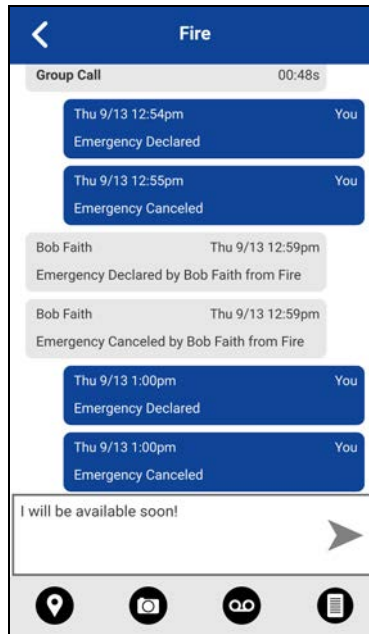 Fire
Group Call 00:48s
Thu 9/13 12:54pm You
Emergency Declared
Thu 9/13 12:55pm You
Emergency Canceled
Bob Faith Thu 9/13 12:59pm
Emergency Declared by Bob Faith from Fire
Bob Faith Thu 9/13 12:59pm
Emergency Canceled by Bob Faith from Fire
Thu 9/13 1:00pm You
Emergency Declared
Thu 9/13 1:00pm You
Emergency Canceled
I will be available soon!